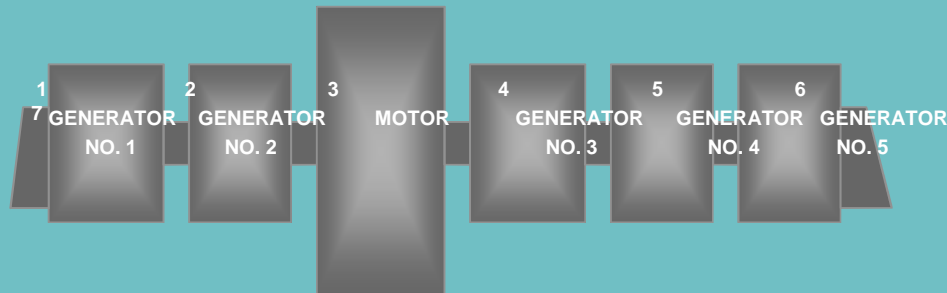 1 2 3 4 5 6
7 GENERATOR GENERATOR MOTOR GENERATOR GENERATOR GENERATOR
NO. 1 NO. 2 NO. 3 NO. 4 NO. 5